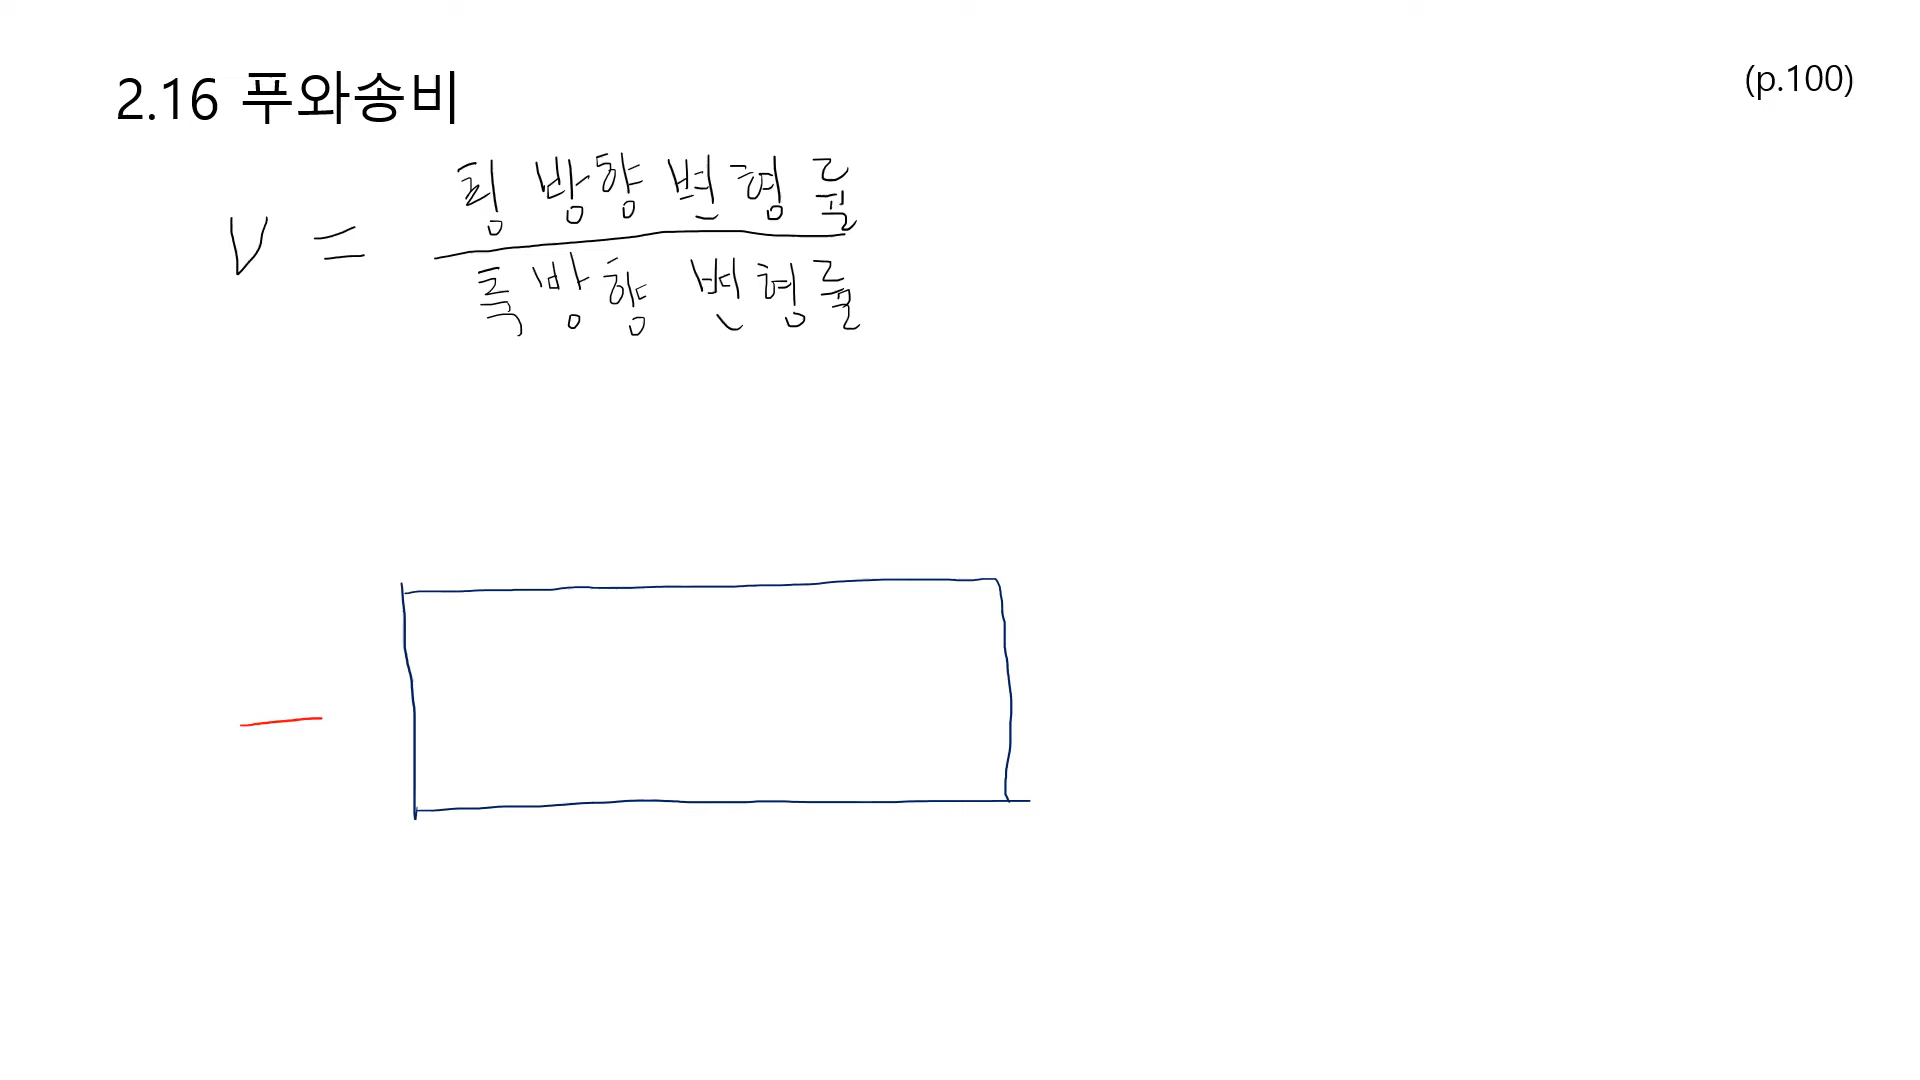 2.16 푸와송비
(p.100)
ν = 횡방향변형률
축방향 변형률